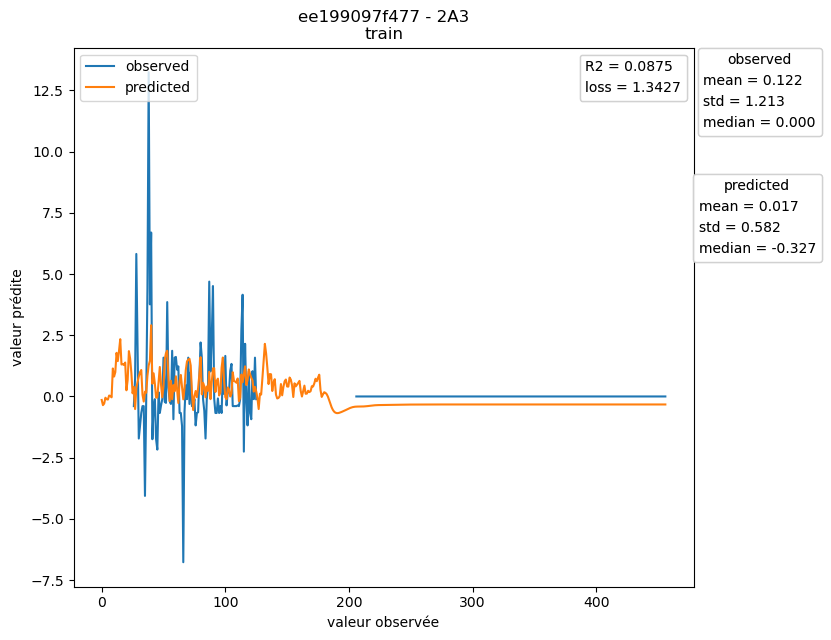 ee199097f477 - 2A3
train
observed
predicted
R2 = 0.0875
loss = 1.3427
observed
mean = 0.122
std = 1.213
median = 0.000
predicted
mean = 0.017
std = 0.582
median = -0.327
12.5
10.0
7.5
5.0
2.5
0.0
−2.5
−5.0
−7.5
valeur prédite
0
100
200
300
400
valeur observée